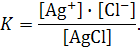 K = [Ag⁺]·[Cl⁻] / [AgCl].